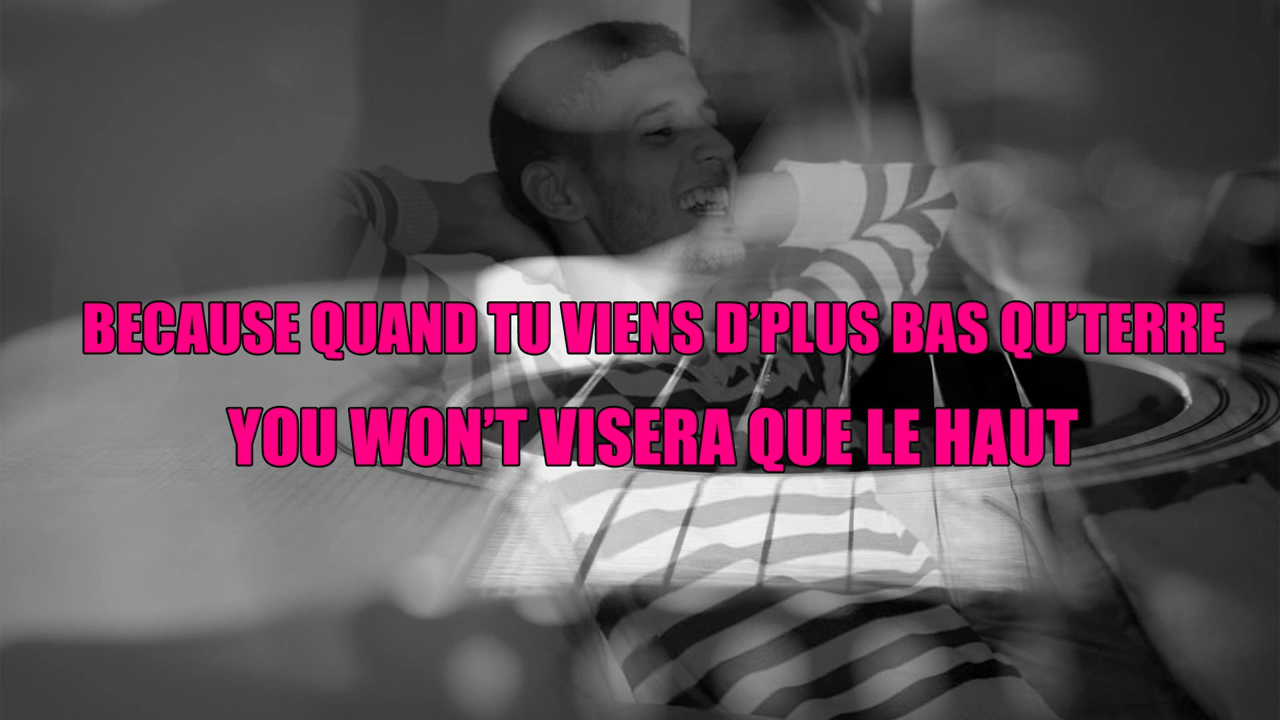 BECAUSE QUAND TU VIENS D’PLUS BAS QU’TERRE
YOU WON’T VISERA QUE LE HAUT